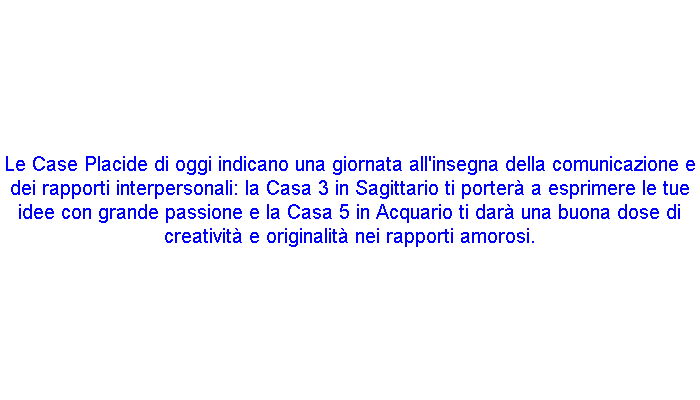 Le Case Placide di oggi indicano una giornata all'insegna della comunicazione e
dei rapporti interpersonali: la Casa 3 in Sagittario ti porterà a esprimere le tue
idee con grande passione e la Casa 5 in Acquario ti darà una buona dose di
creatività e originalità nei rapporti amorosi.